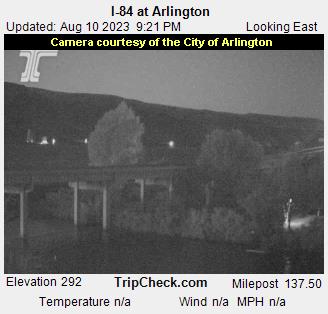 I-84 at Arlington
Updated: Aug 10 2023 9:21 PM Looking East
Camera courtesy of the City of Arlington
Elevation 292 TripCheck.com Milepost 137.50
Temperature n/a Wind n/a MPH n/a